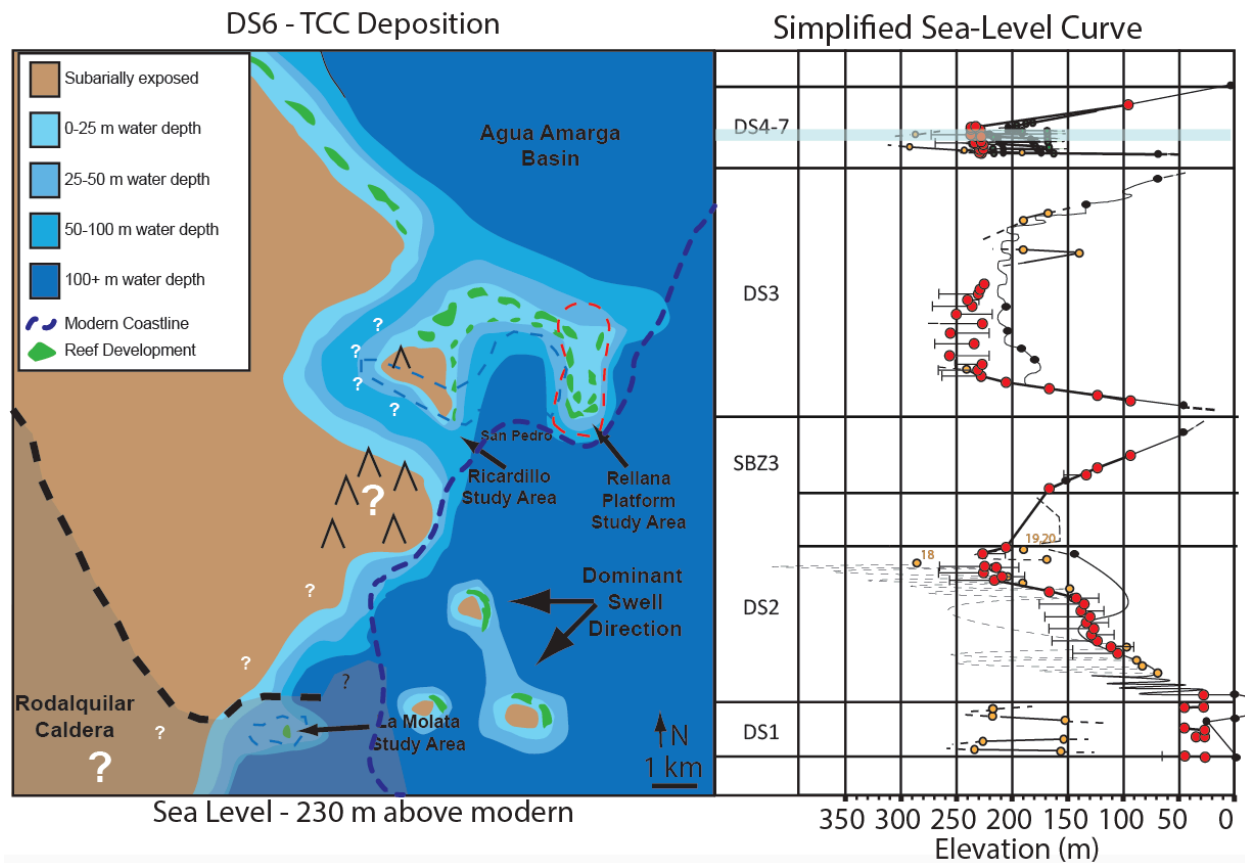 DS6 - TCC Deposition
Subarially exposed
0-25 m water depth
25-50 m water depth
50-100 m water depth
100+ m water depth
Modern Coastline
Reef Development
Agua Amarga
Basin
?
?
?
?
San Pedro
Ricardillo
Study Area
Rellana
Platform
Study Area
?
?
Dominant
Swell
Direction
?
?
Rodalquilar
Caldera
?
?
La Molata
Study Area
N
1 km
Sea Level - 230 m above modern
Simplified Sea-Level Curve
DS4-7
DS3
SBZ3
19,20
18
DS2
DS1
350 300 250 200 150 100 50 0
Elevation (m)